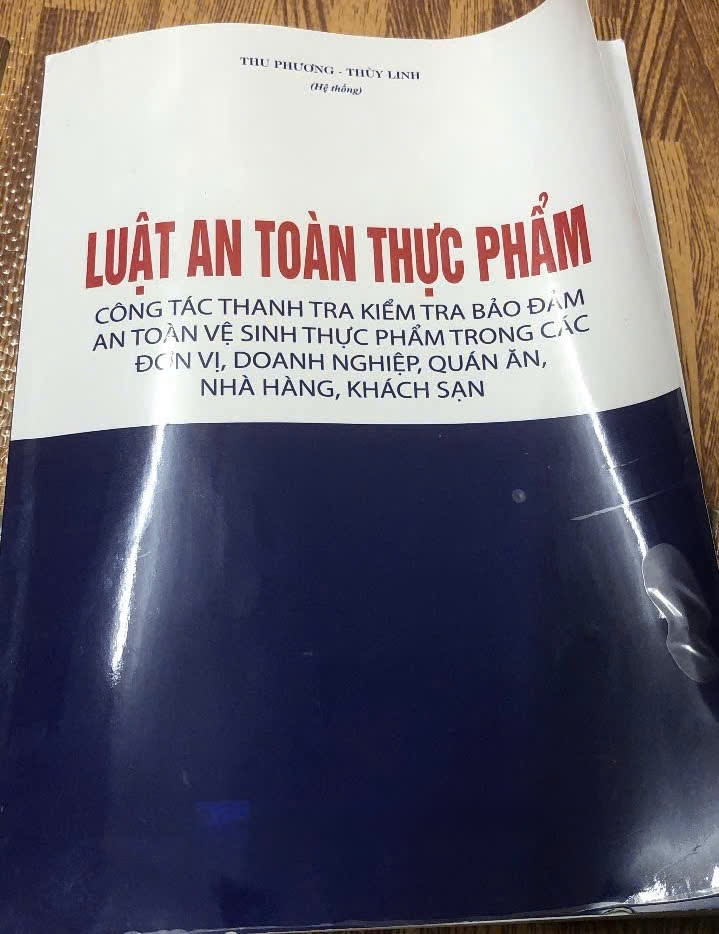 THU PHƯƠNG - THÙY LINH
(Hệ thống)
LUẬT AN TOÀN THỰC PHẨM
CÔNG TÁC THANH TRA KIỂM TRA BẢO ĐẢM
AN TOÀN VỆ SINH THỰC PHẨM TRONG CÁC
ĐƠN VỊ, DOANH NGHIỆP, QUÁN ĂN,
NHÀ HÀNG, KHÁCH SẠN